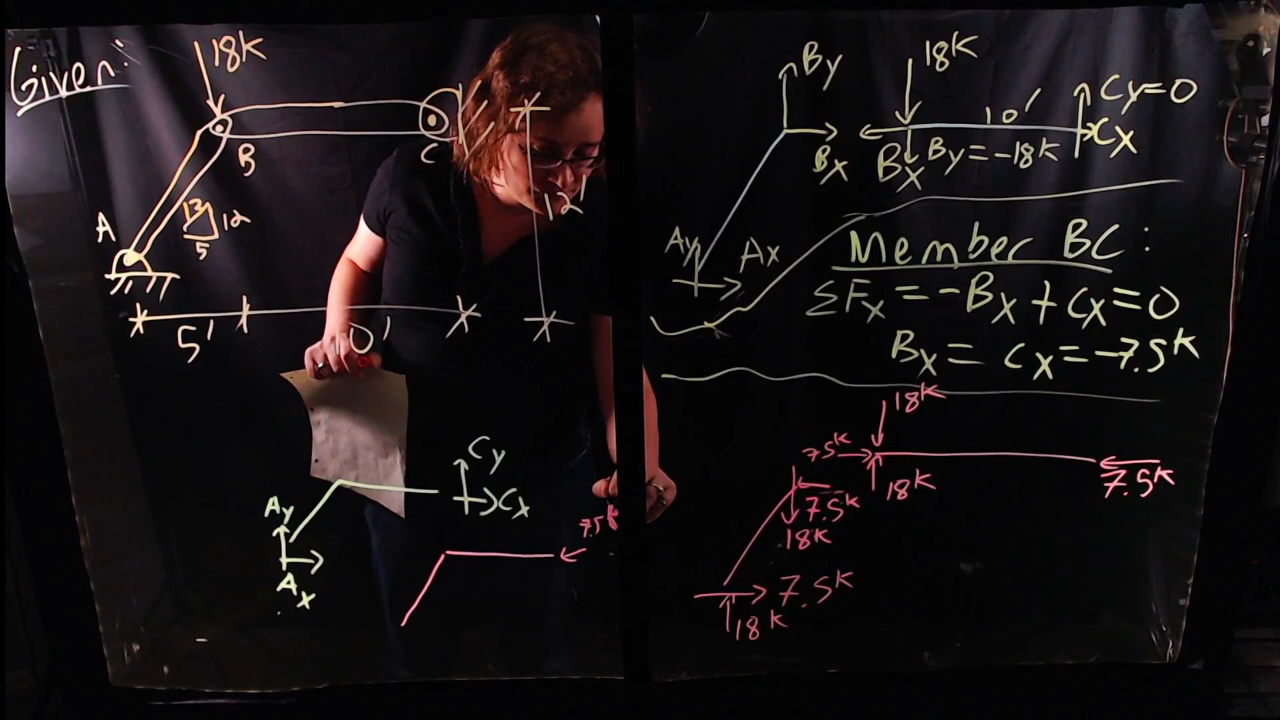 Given:
18K
B
C
A
13
12
5
12'
5'
10'
Cy
Cx
Ay
Ax
7.5K
By
Bx
18K
10'
Cy=0
Cx
Bx
By=-18K
Ay
Ax
Member BC:
ΣFx = -Bx + Cx = 0
Bx = Cx = -7.5K
18K
7.5K
18K
7.5K
7.5K
18K
7.5K
18K